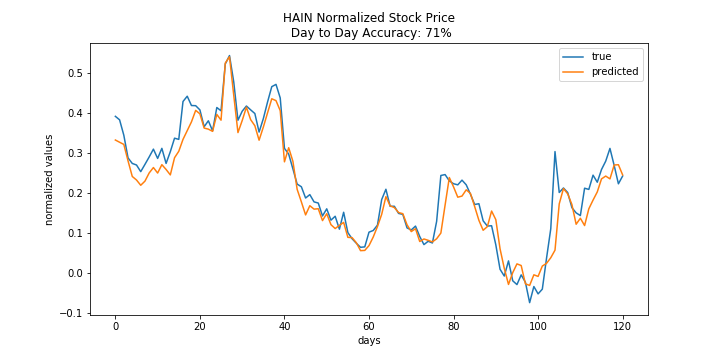 HAIN Normalized Stock Price
Day to Day Accuracy: 71%
true
predicted
normalized values
0.5
0.4
0.3
0.2
0.1
0.0
−0.1
0
20
40
60
80
100
120
days